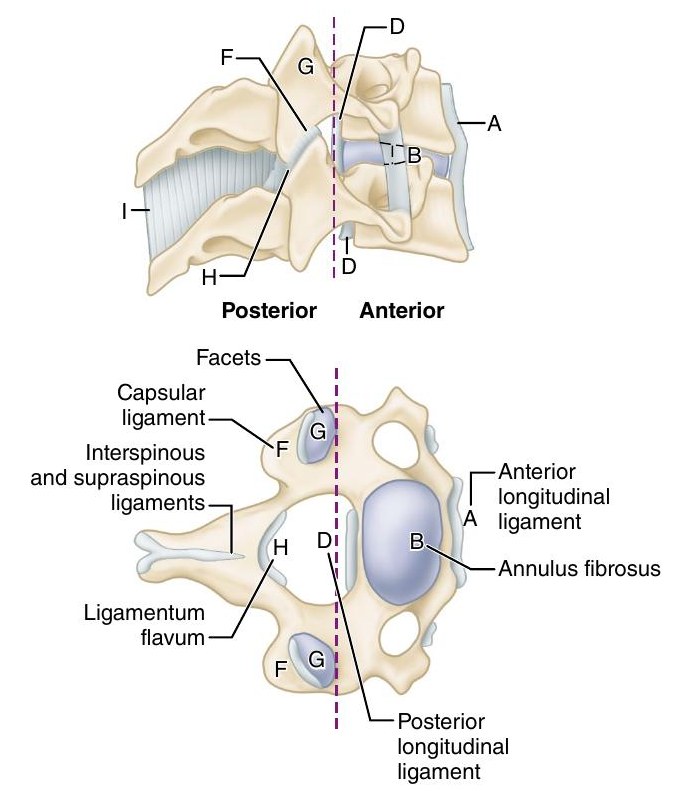 D
F
G
A
B
I
D
H
Posterior Anterior
Facets
Capsular
ligament
G
F
Interspinous
and supraspinous
ligaments
Anterior
longitudinal
ligament
A
H
D
B
Annulus fibrosus
Ligamentum
flavum
G
F
Posterior
longitudinal
ligament